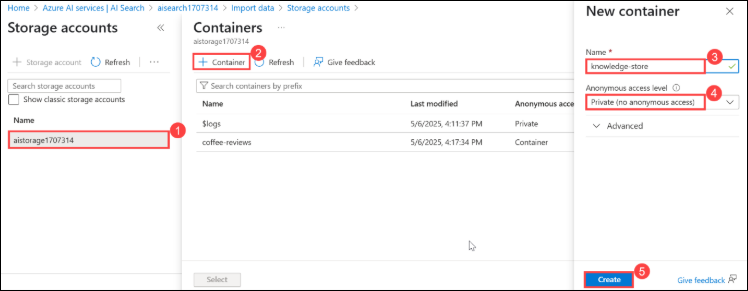 Home > Azure AI services | AI Search > aisearch1707314 > Import data > Storage accounts >
Storage accounts
«
+ Storage account
Refresh
...
Search storage accounts
Show classic storage accounts
Name
aistorage1707314
1
Containers
...
aistorage1707314
2
+ Container
Refresh
Give feedback
Search containers by prefix
Name Last modified Anonymous acce
$logs 5/6/2025, 4:11:37 PM Private
coffee-reviews 5/6/2025, 4:17:34 PM Container
Select
New container
Name *
knowledge-store
3
Anonymous access level
Private (no anonymous access)
4
Advanced
5
Create
Give feedback